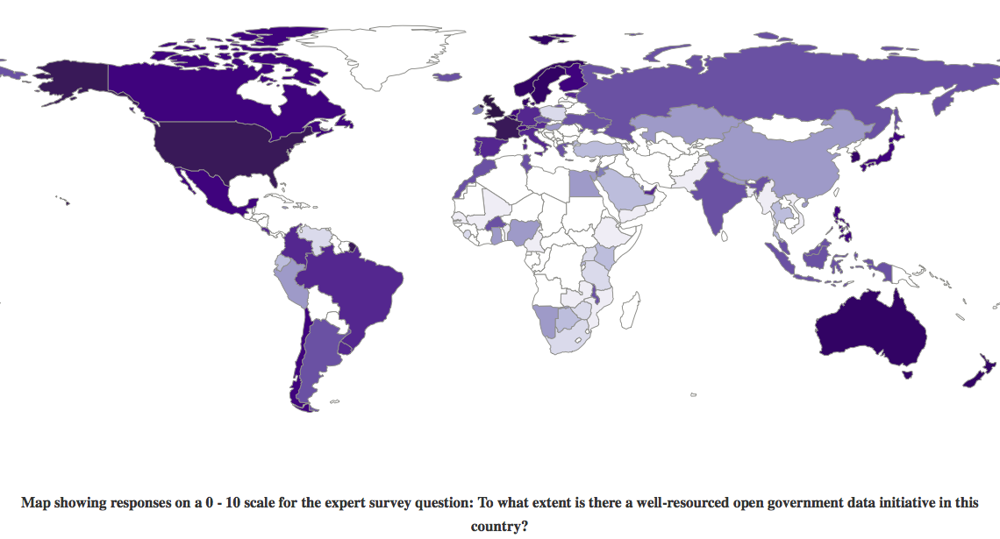 Map showing responses on a 0 - 10 scale for the expert survey question: To what extent is there a well-resourced open government data initiative in this
country?